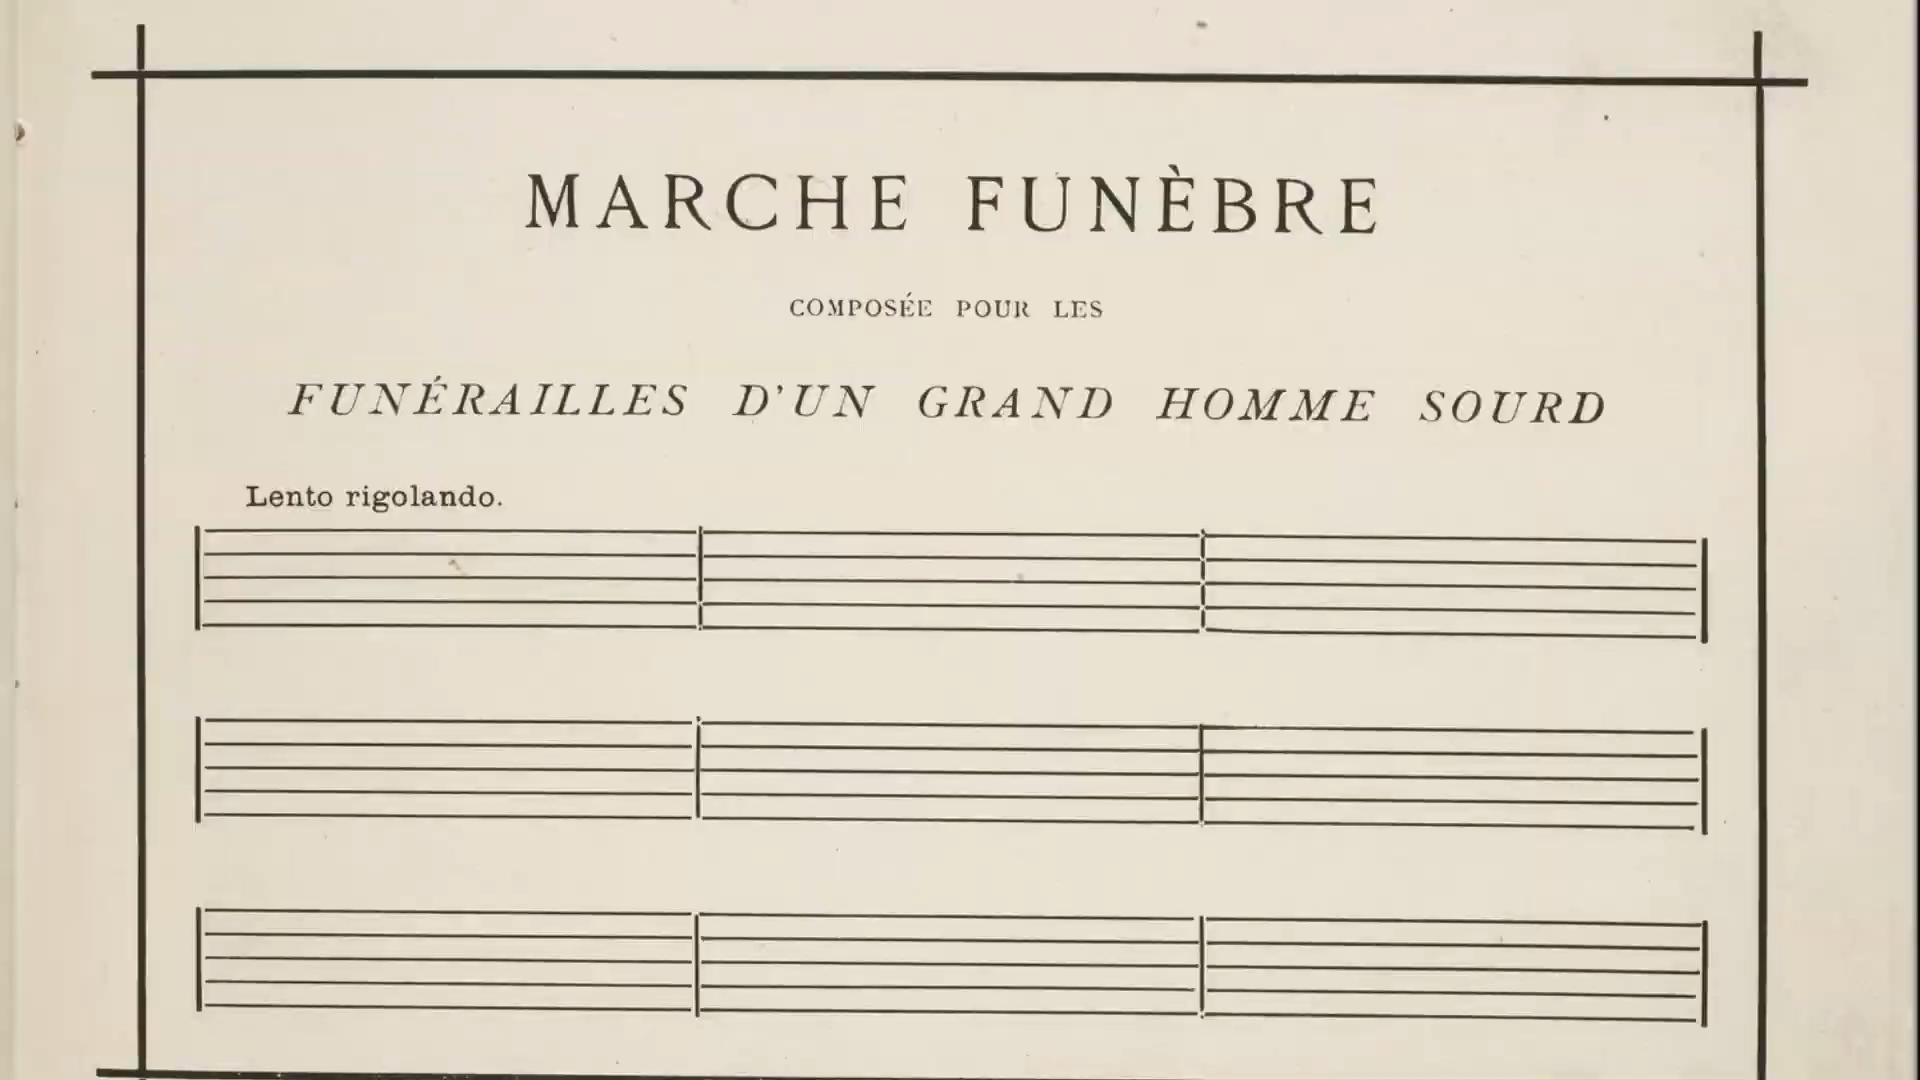 MARCHE FUNÈBRE
COMPOSÉE POUR LES
FUNÉRAILLES D'UN GRAND HOMME SOURD
Lento rigolando.